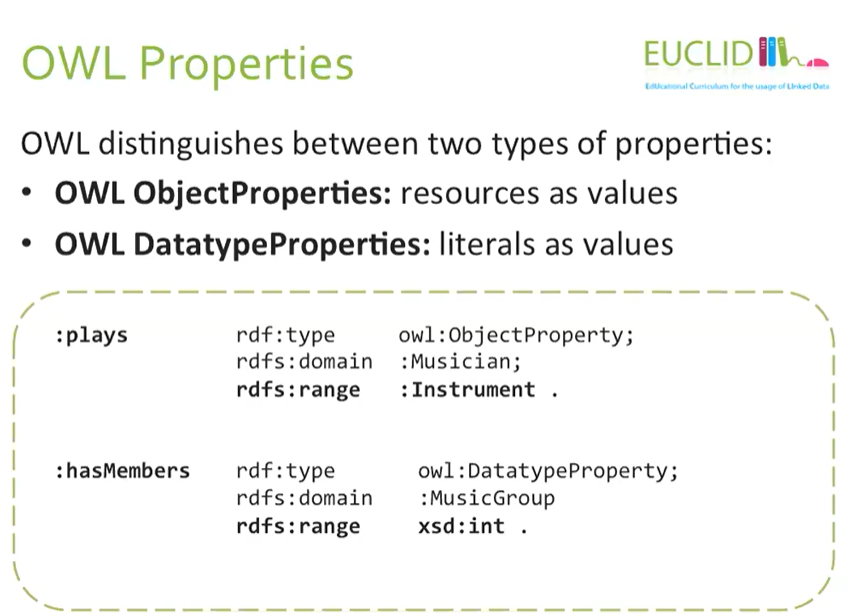 OWL Properties
EUCLID
EdUcational Curriculum for the usage of LInked Data
OWL distinguishes between two types of properties:
• OWL ObjectProperties: resources as values
• OWL DatatypeProperties: literals as values
:plays rdf:type owl:ObjectProperty;
rdfs:domain :Musician;
rdfs:range :Instrument .
:hasMembers rdf:type owl:DatatypeProperty;
rdfs:domain :MusicGroup
rdfs:range xsd:int .